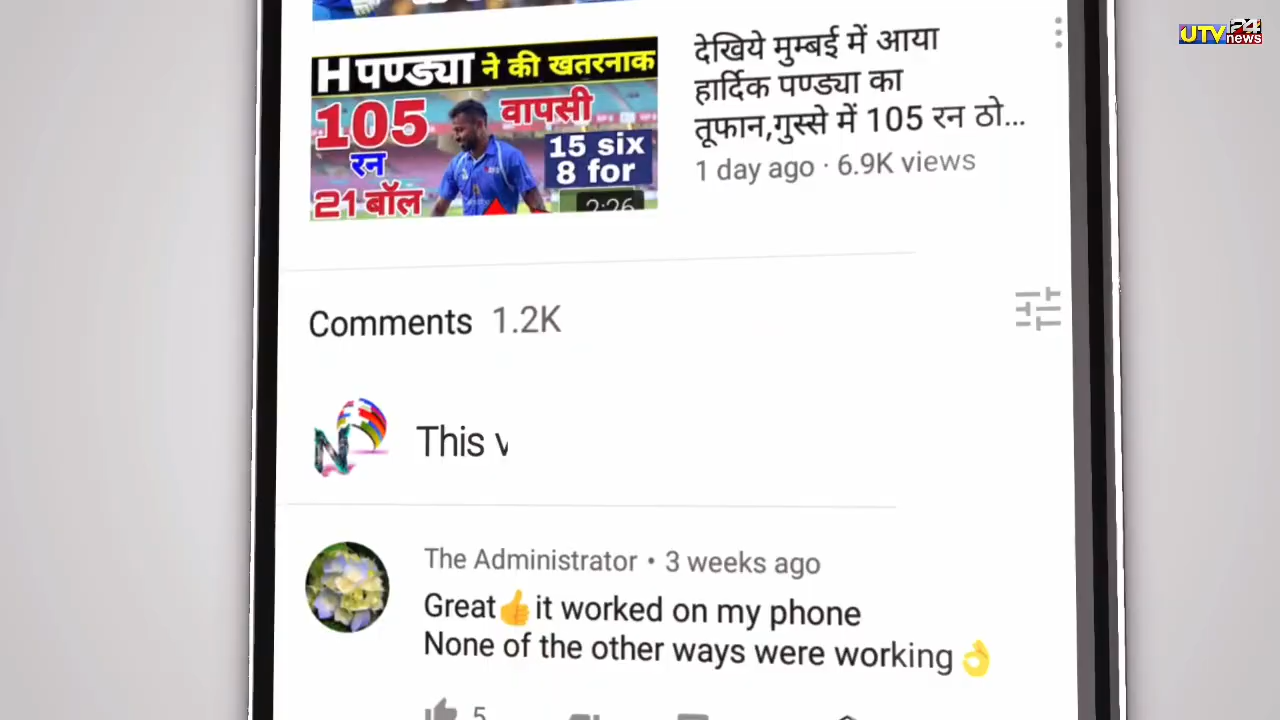 UTV 24 news
H पण्ड्या ने की खतरनाक
105
रन
21 बॉल
वापसी
15 six
8 for
2:26
देखिये मुम्बई में आया
हार्दिक पण्ड्या का
तूफान,गुस्से में 105 रन ठो...
1 day ago · 6.9K views
Comments 1.2K
N
This
The Administrator • 3 weeks ago
Great👍it worked on my phone
None of the other ways were working👌
5